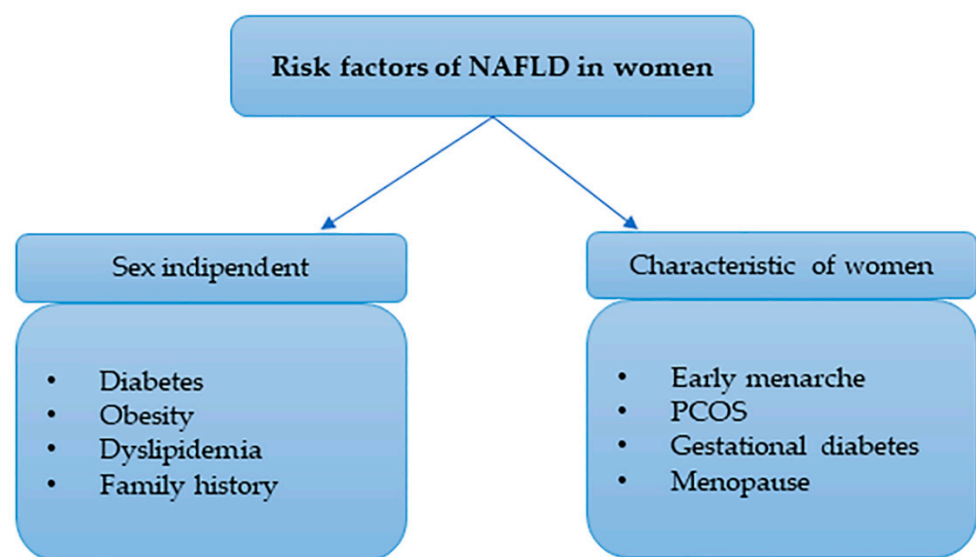 Risk factors of NAFLD in women
Sex indipendent
• Diabetes
• Obesity
• Dyslipidemia
• Family history
Characteristic of women
• Early menarche
• PCOS
• Gestational diabetes
• Menopause